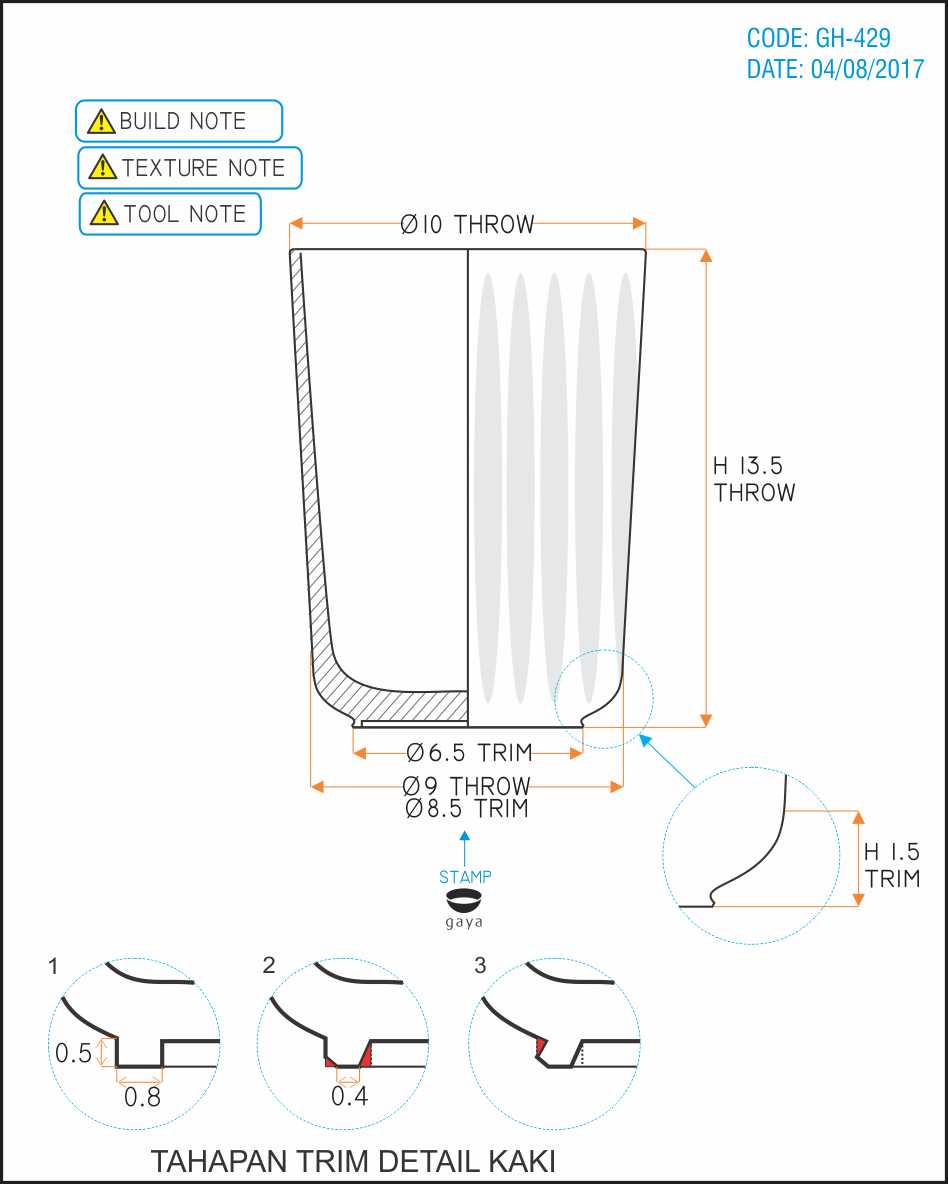 CODE: GH-429
DATE: 04/08/2017
BUILD NOTE
TEXTURE NOTE
TOOL NOTE
Ø10 THROW
H 13.5
THROW
Ø6.5 TRIM
Ø9 THROW
Ø8.5 TRIM
H 1.5
TRIM
STAMP
gaya
1
2
3
0.5
0.8
0.4
TAHAPAN TRIM DETAIL KAKI